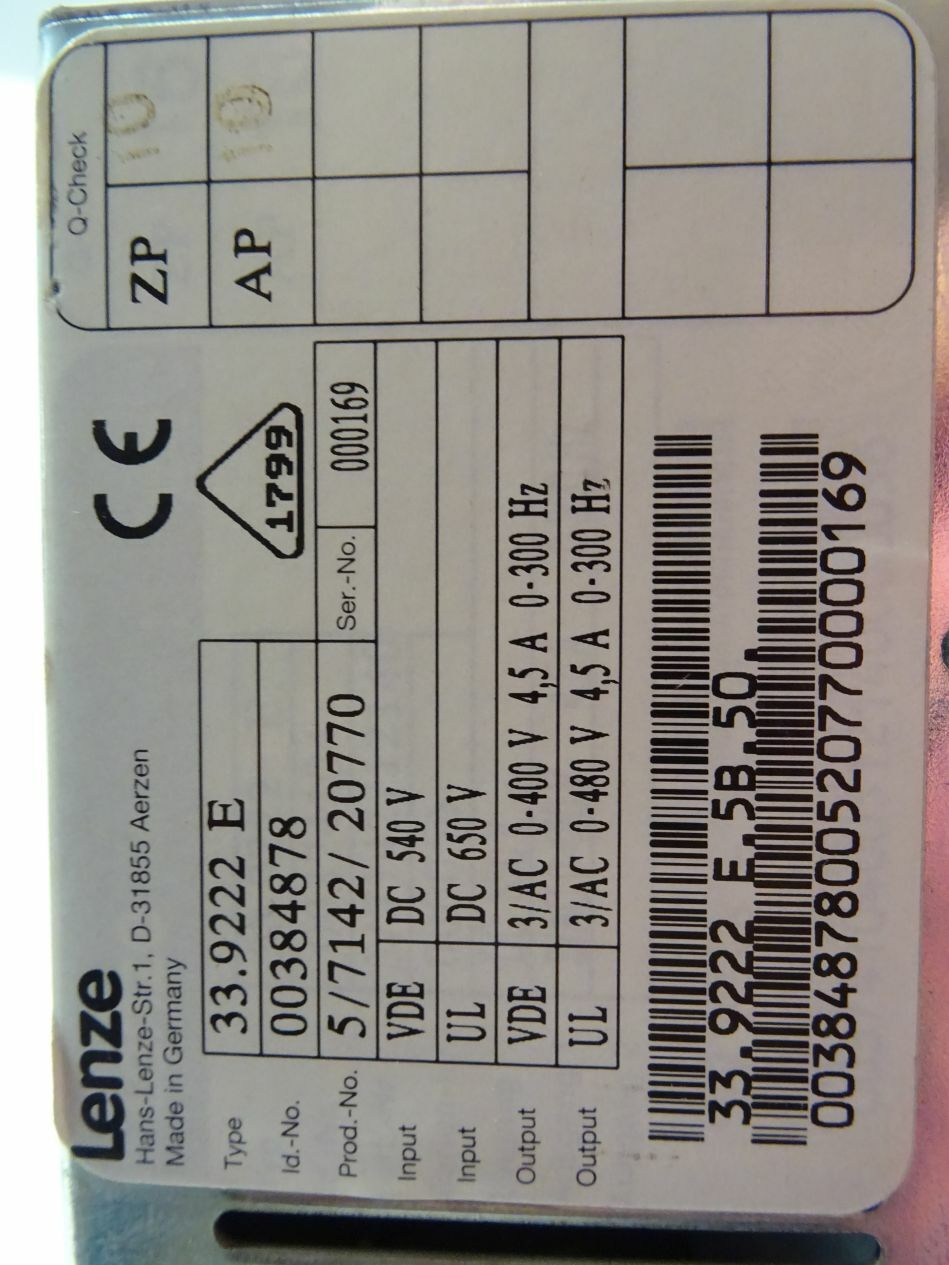 Lenze
Hans-Lenze-Str.1, D-31855 Aerzen
Made in Germany
CE
Type 33.9222 E
1799
Id.-No. 00384878
Prod.-No. 5/7142/ 20770 Ser.-No. 000169
Input VDE DC 540 V
Input UL DC 650 V
Output VDE 3/AC 0-400 V 4,5 A 0-300 Hz
Output UL 3/AC 0-480 V 4,5 A 0-300 Hz
33.9222 E.5B.50.
003848780052077000169
Q-Check
ZP 10
AP 10